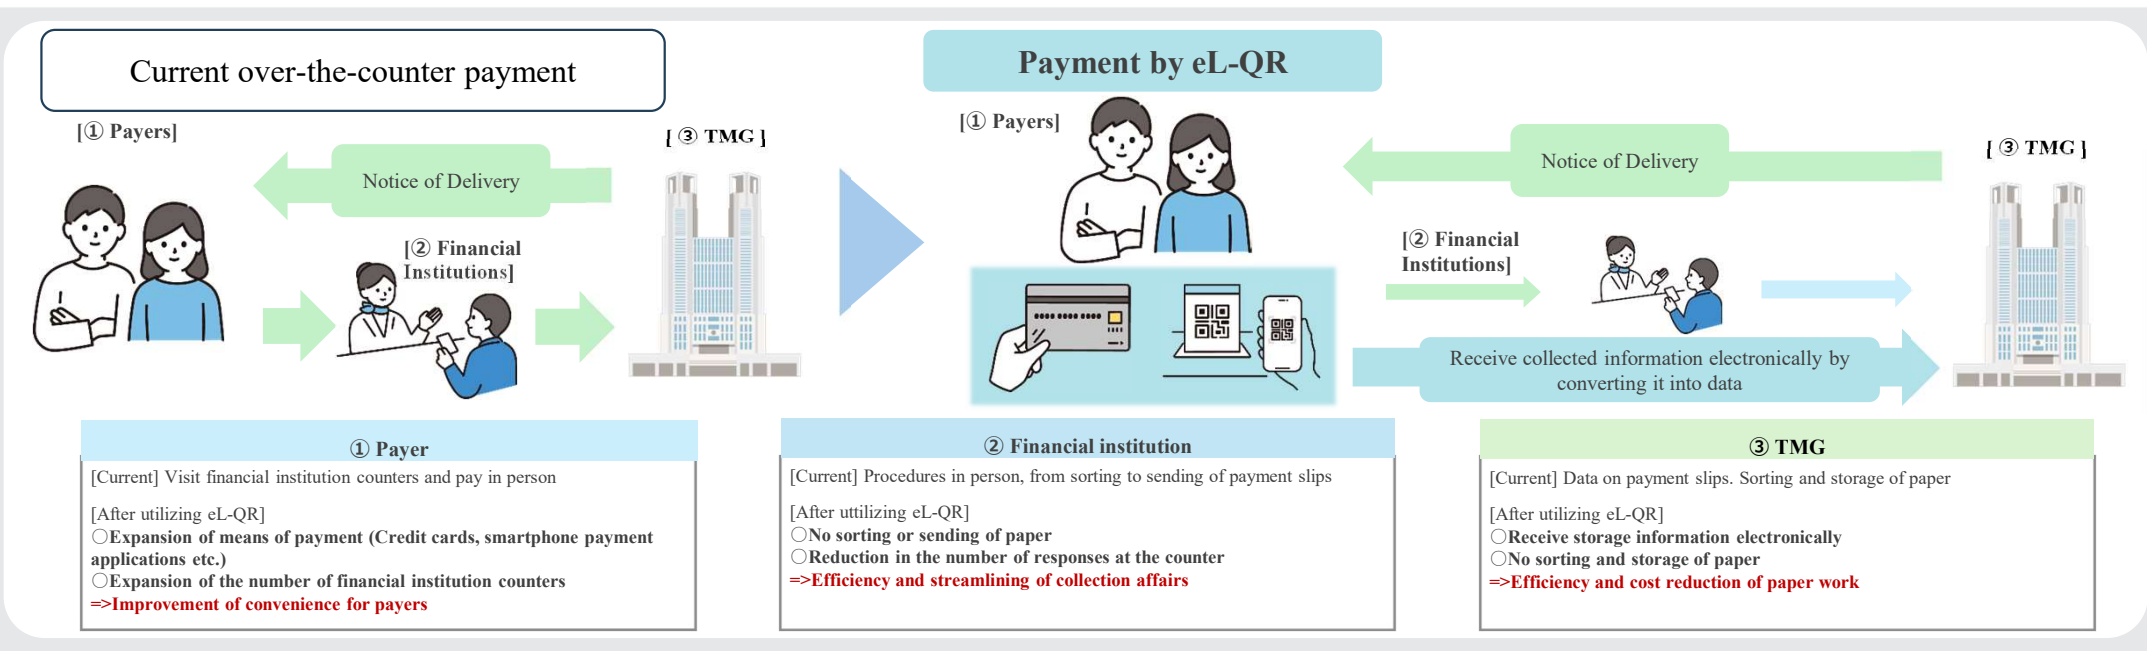 Current over-the-counter payment
[① Payers]
Notice of Delivery
[ ③ TMG ]
[② Financial
Institutions]
Payment by eL-QR
[① Payers]
Notice of Delivery
[ ③ TMG ]
[② Financial
Institutions]
Receive collected information electronically by
converting it into data
① Payer
[Current] Visit financial institution counters and pay in person
[After utilizing eL-QR]
○Expansion of means of payment (Credit cards, smartphone payment
applications etc.)
○Expansion of the number of financial institution counters
=>Improvement of convenience for payers
② Financial institution
[Current] Procedures in person, from sorting to sending of payment slips
[After uttilizing eL-QR]
○No sorting or sending of paper
○Reduction in the number of responses at the counter
=>Efficiency and streamlining of collection affairs
③ TMG
[Current] Data on payment slips. Sorting and storage of paper
[After utilizing eL-QR]
○Receive storage information electronically
○No sorting and storage of paper
=>Efficiency and cost reduction of paper work